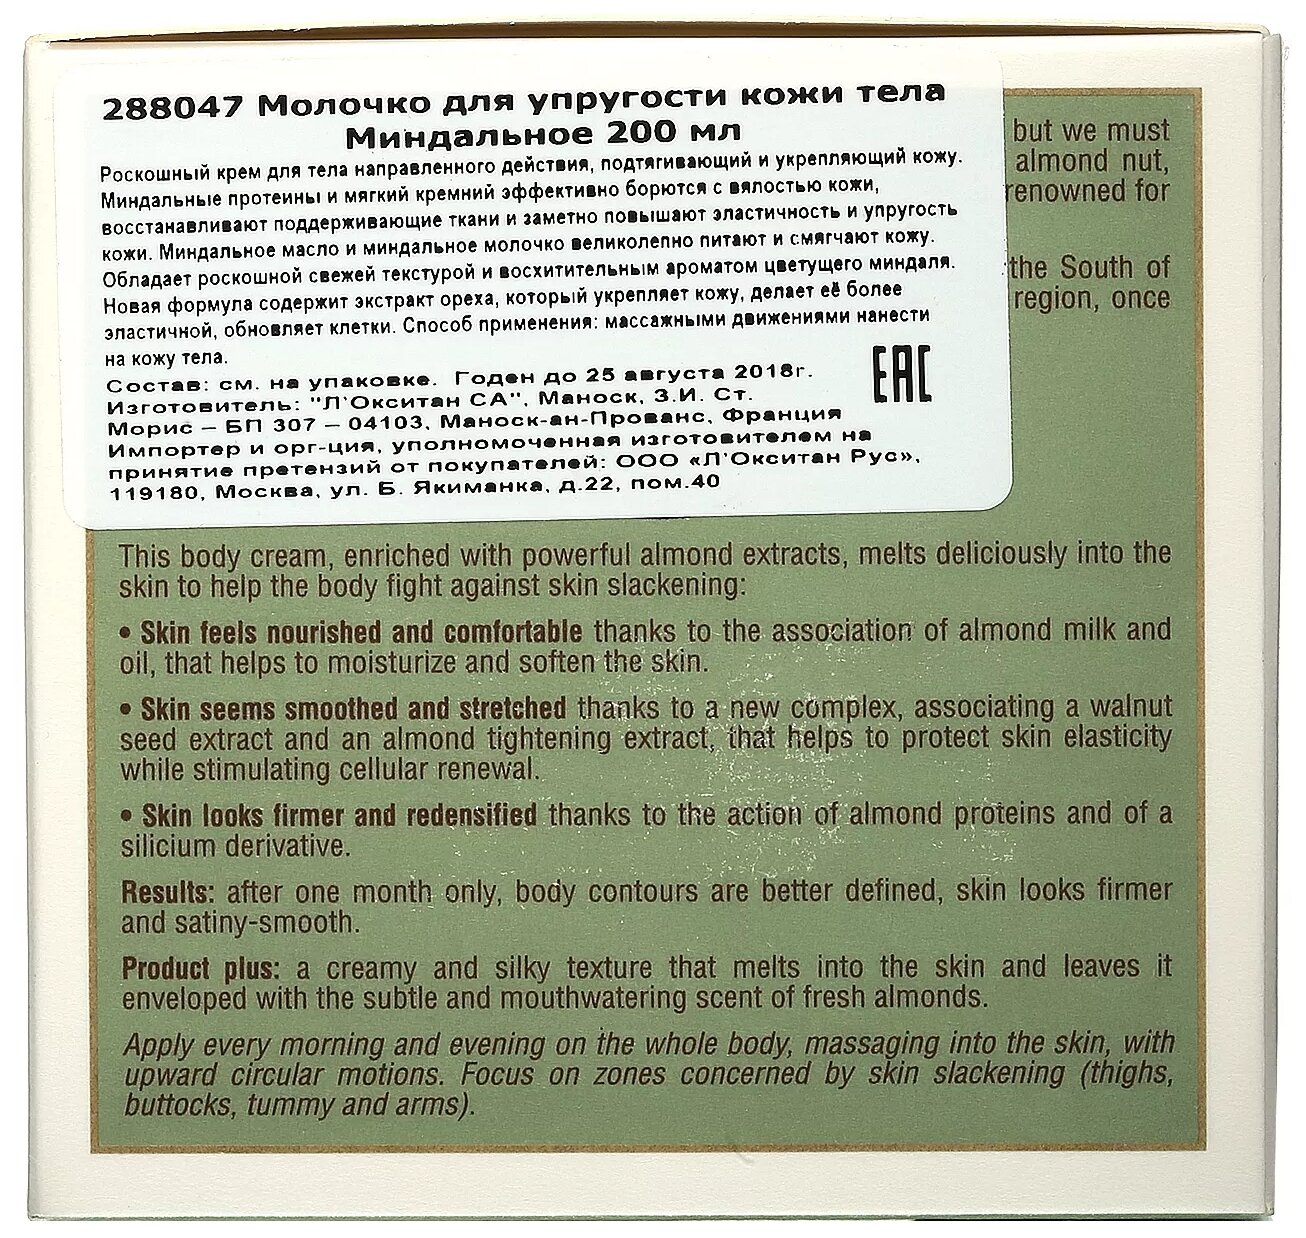 288047 Молочко для упругости кожи тела
Миндальное 200 мл
Роскошный крем для тела направленного действия, подтягивающий и укрепляющий кожу.
Миндальные протеины и мягкий кремний эффективно борются с вялостью кожи,
восстанавливают поддерживающие ткани и заметно повышают эластичность и упругость
кожи. Миндальное масло и миндальное молочко великолепно питают и смягчают кожу.
Обладает роскошной свежей текстурой и восхитительным ароматом цветущего миндаля.
Новая формула содержит экстракт ореха, который укрепляет кожу, делает её более
эластичной, обновляет клетки. Способ применения: массажными движениями нанести
на кожу тела.
Состав: см. на упаковке. Годен до 25 августа 2018г.
Изготовитель: "Л'Окситан СА", Маноск, З.И. Ст.
Морис – БП 307 – 04103, Маноск-ан-Прованс, Франция
Импортер и орг-ция, уполномоченная изготовителем на
принятие претензий от покупателей: ООО «Л'Окситан Рус»,
119180, Москва, ул. Б. Якиманка, д.22, пом.40
EAC
but we must
almond nut,
renowned for
the South of
region, once
This body cream, enriched with powerful almond extracts, melts deliciously into the
skin to help the body fight against skin slackening:
• Skin feels nourished and comfortable thanks to the association of almond milk and
oil, that helps to moisturize and soften the skin.
• Skin seems smoothed and stretched thanks to a new complex, associating a walnut
seed extract and an almond tightening extract, that helps to protect skin elasticity
while stimulating cellular renewal.
• Skin looks firmer and redensified thanks to the action of almond proteins and of a
silicium derivative.
Results: after one month only, body contours are better defined, skin looks firmer
and satiny-smooth.
Product plus: a creamy and silky texture that melts into the skin and leaves it
enveloped with the subtle and mouthwatering scent of fresh almonds.
Apply every morning and evening on the whole body, massaging into the skin, with
upward circular motions. Focus on zones concerned by skin slackening (thighs,
buttocks, tummy and arms).